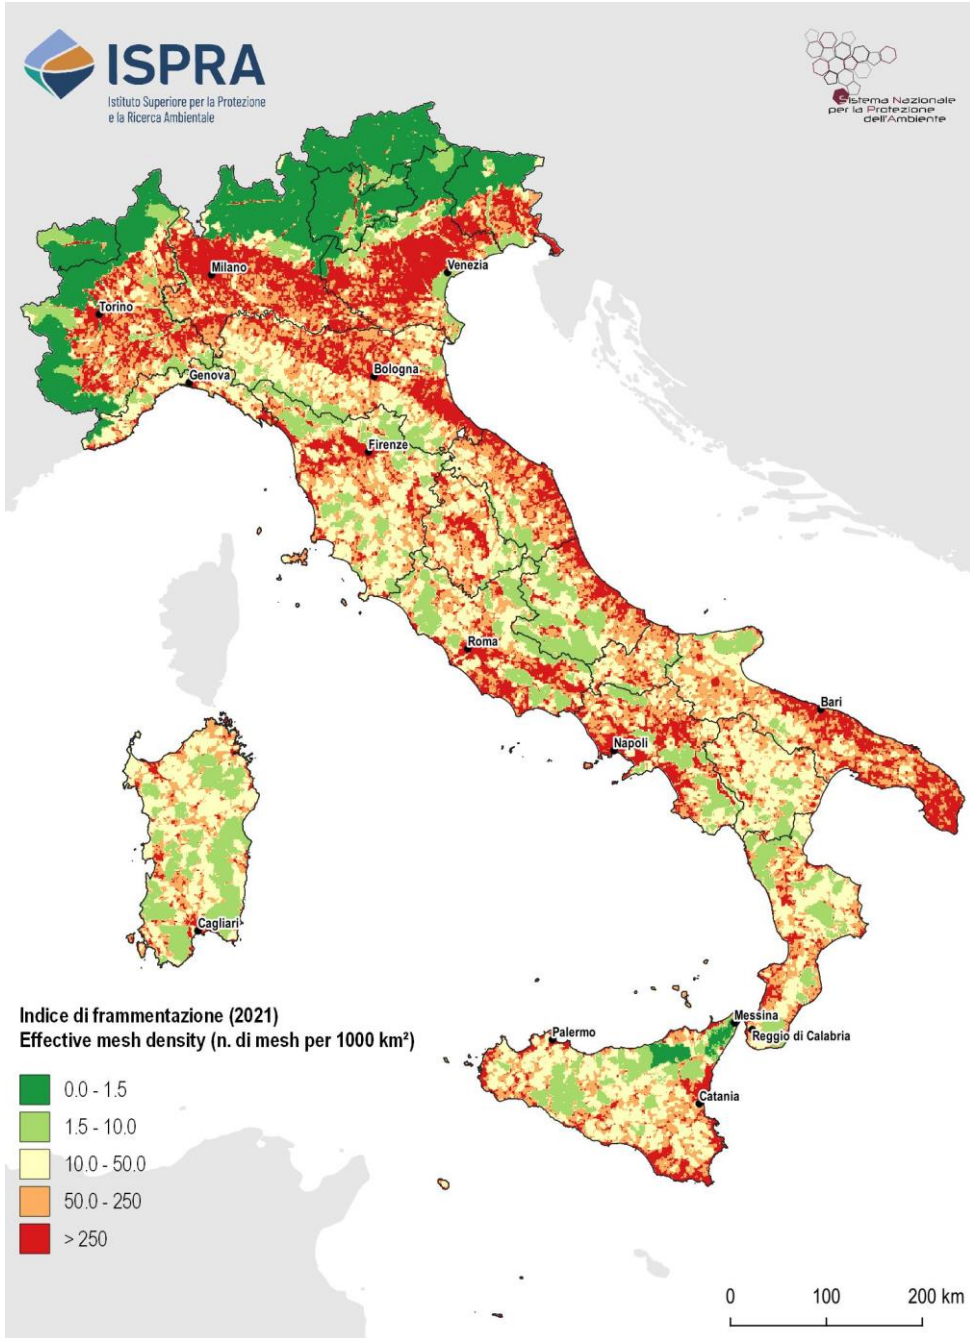 ISPRA
Istituto Superiore per la Protezione
e la Ricerca Ambientale
Sistema Nazionale
per la Protezione
dell'Ambiente
Milano
Venezia
Torino
Genova
Bologna
Firenze
Roma
Bari
Napoli
Cagliari
Indice di frammentazione (2021)
Effective mesh density (n. di mesh per 1000 km²)
Messina
Palermo
Reggio di Calabria
Catania
0.0 - 1.5
1.5 - 10.0
10.0 - 50.0
50.0 - 250
> 250
0 100 200 km